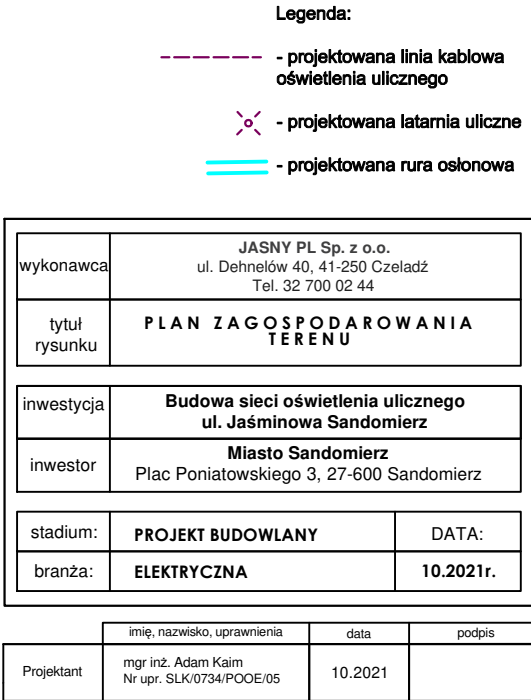 Legenda:
- projektowana linia kablowa
oświetlenia ulicznego
- projektowana latarnia uliczne
- projektowana rura osłonowa
wykonawca
JASNY PL Sp. z o.o.
ul. Dehnelów 40, 41-250 Czeladź
Tel. 32 700 02 44
tytuł
rysunku
PLAN ZAGOSPODAROWANIA
TERENU
inwestycja
Budowa sieci oświetlenia ulicznego
ul. Jaśminowa Sandomierz
inwestor
Miasto Sandomierz
Plac Poniatowskiego 3, 27-600 Sandomierz
stadium:
PROJEKT BUDOWLANY
DATA:
branża:
ELEKTRYCZNA
10.2021r.
imię, nazwisko, uprawnienia
data
podpis
Projektant
mgr inż. Adam Kaim
Nr upr. SLK/0734/POOE/05
10.2021